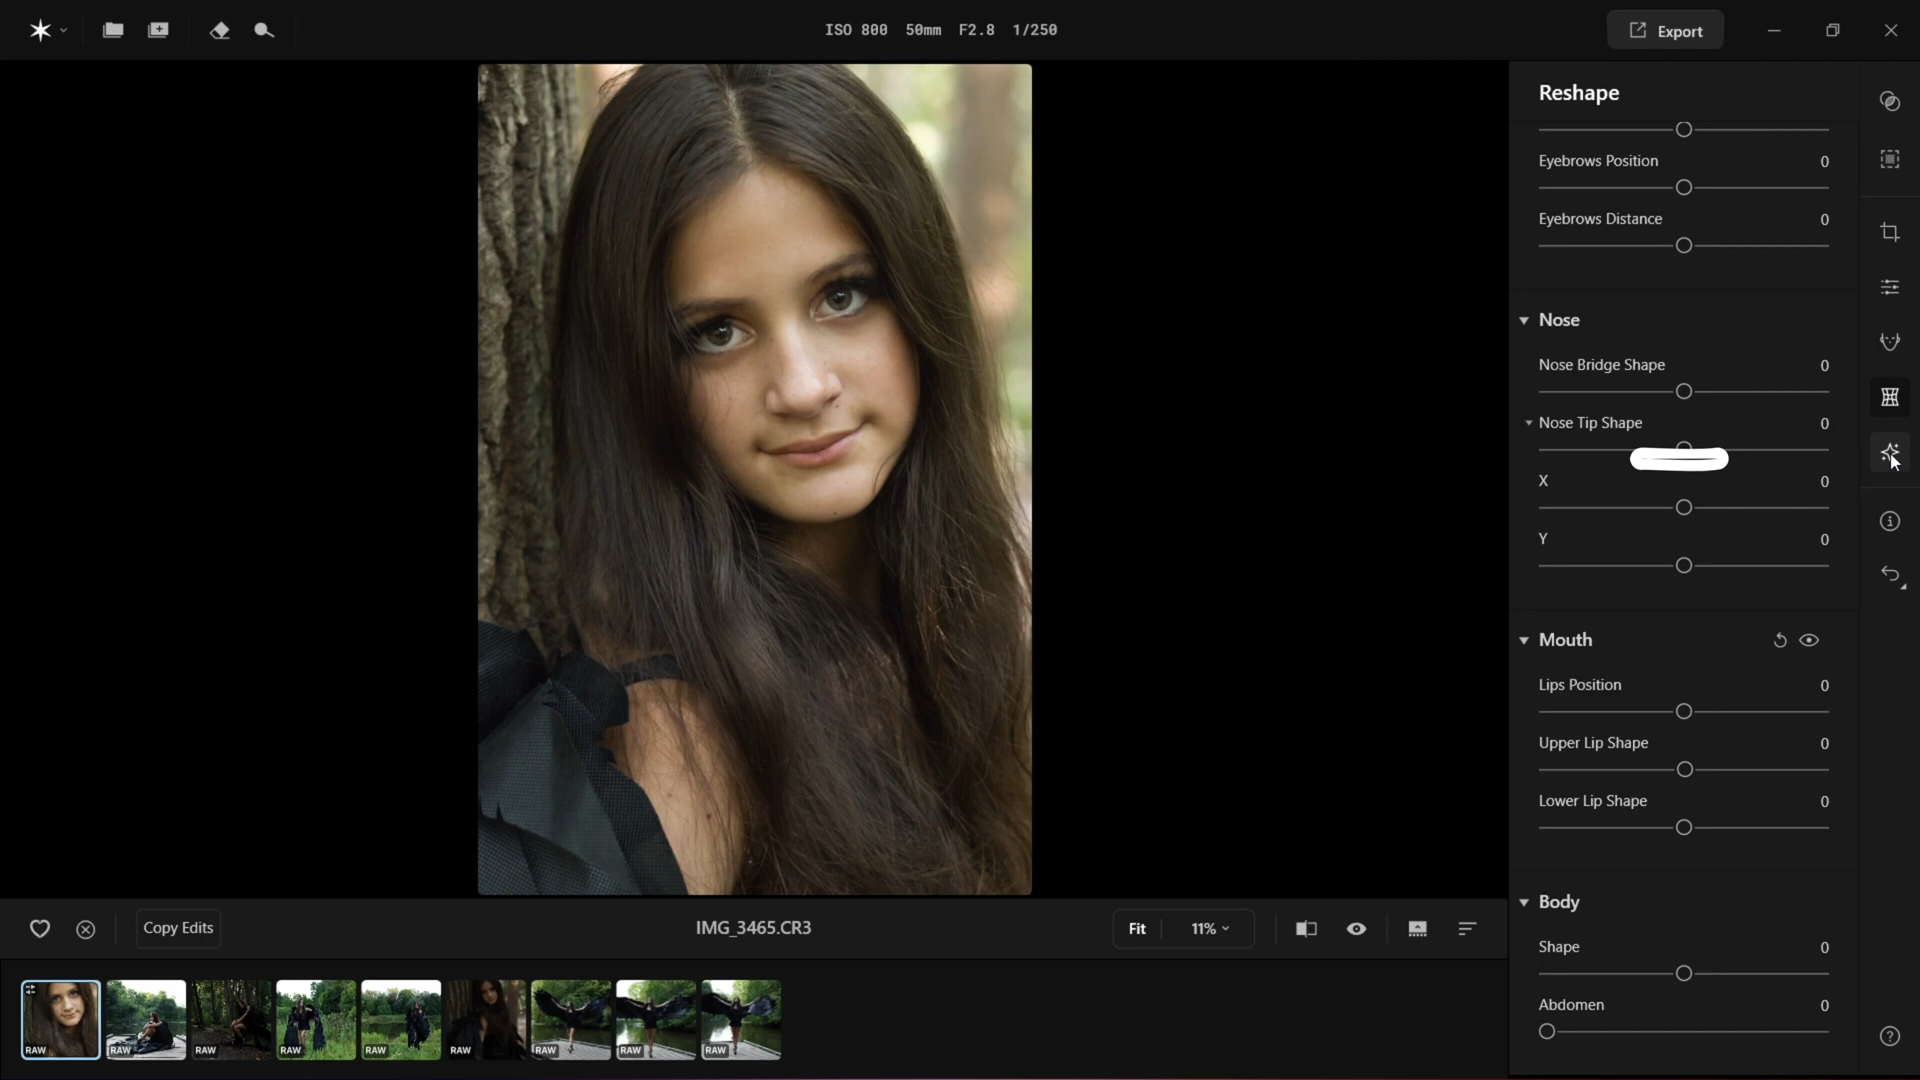 ISO 800 50mm F2.8 1/250
Export
Reshape
Eyebrows Position 0
Eyebrows Distance 0
Nose
Nose Bridge Shape 0
Nose Tip Shape 0
X 0
Y 0
Mouth
Lips Position 0
Upper Lip Shape 0
Lower Lip Shape 0
Body
Shape 0
Abdomen 0
Copy Edits
IMG_3465.CR3
Fit 11%
RAW RAW RAW RAW RAW RAW RAW RAW RAW